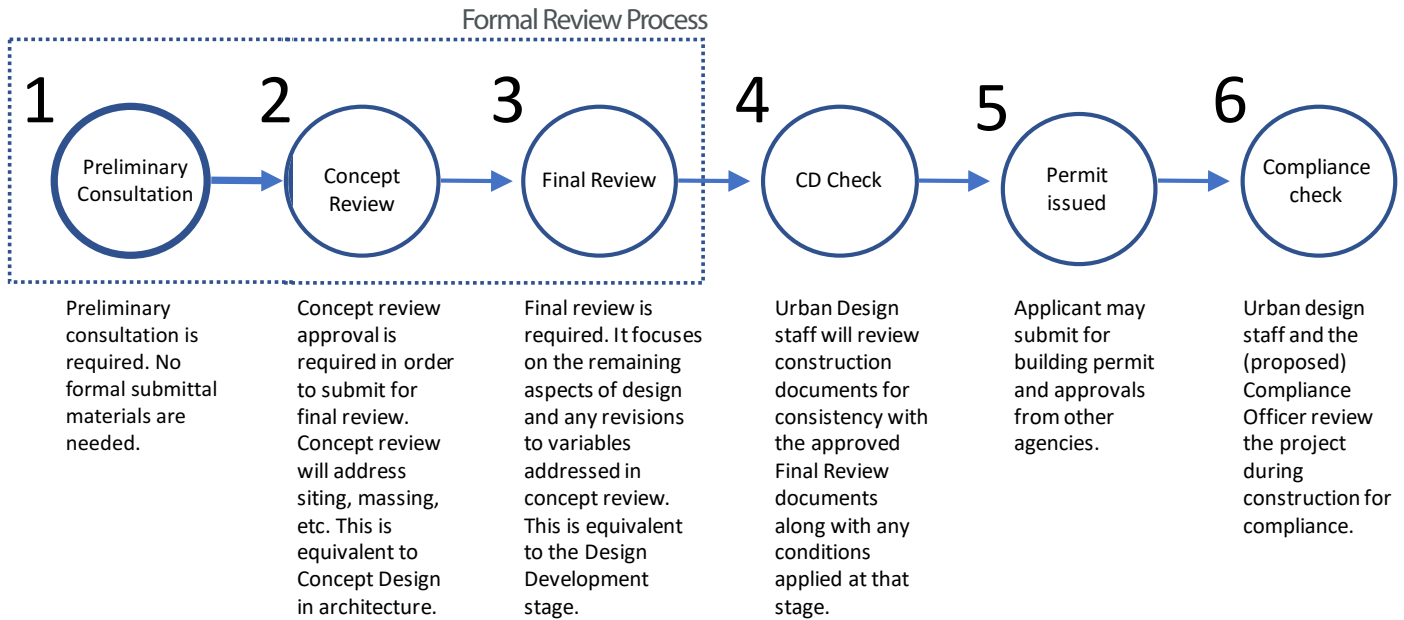 Formal Review Process
1
Preliminary
Consultation
2
Concept
Review
3
Final Review
4
CD Check
5
Permit
issued
6
Compliance
check
Preliminary
consultation is
required. No
formal submittal
materials are
needed.
Concept review
approval is
required in order
to submit for
final review.
Concept review
will address
siting, massing,
etc. This is
equivalent to
Concept Design
in architecture.
Final review is
required. It focuses
on the remaining
aspects of design
and any revisions
to variables
addressed in
concept review.
This is equivalent
to the Design
Development
stage.
Urban Design
staff will review
construction
documents for
consistency with
the approved
Final Review
documents
along with any
conditions
applied at that
stage.
Applicant may
submit for
building permit
and approvals
from other
agencies.
Urban design
staff and the
(proposed)
Compliance
Officer review
the project
during
construction for
compliance.